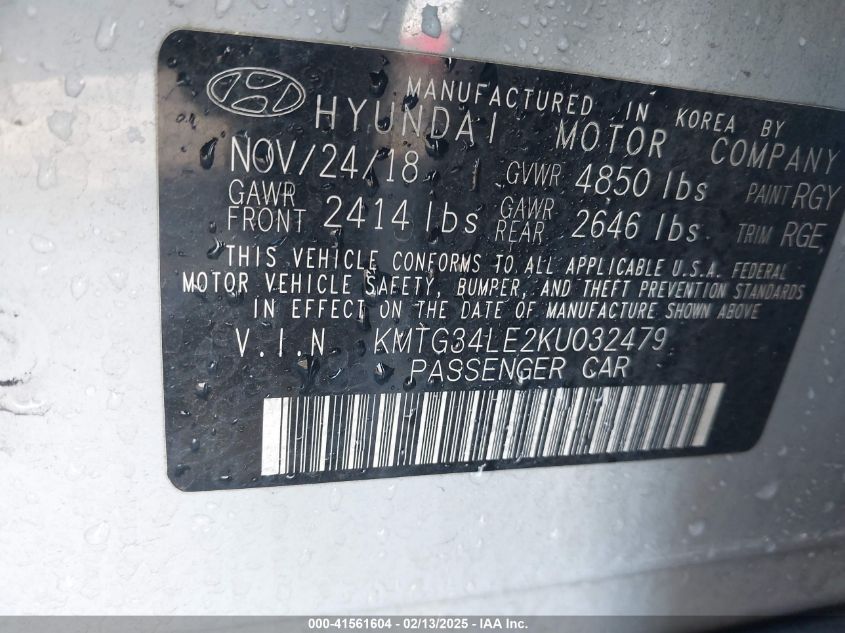 MANUFACTURED IN KOREA BY
HYUNDAI MOTOR COMPANY
NOV/24/18 GVWR 4850 lbs PAINT RGY
GAWR FRONT 2414 lbs GAWR REAR 2646 lbs TRIM RGE
THIS VEHICLE CONFORMS TO ALL APPLICABLE U.S.A. FEDERAL
MOTOR VEHICLE SAFETY, BUMPER, AND THEFT PREVENTION STANDARDS
IN EFFECT ON THE DATE OF MANUFACTURE SHOWN ABOVE
V.I.N KMTG34LE2KU032479
PASSENGER CAR
000-41561604 - 02/13/2025 - IAA Inc.